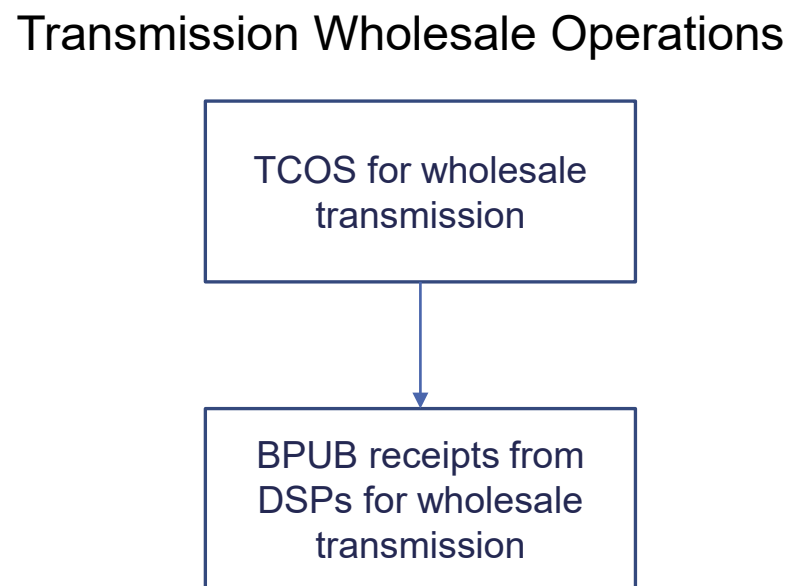 Transmission Wholesale Operations
TCOS for wholesale
transmission
BPUB receipts from
DSPs for wholesale
transmission